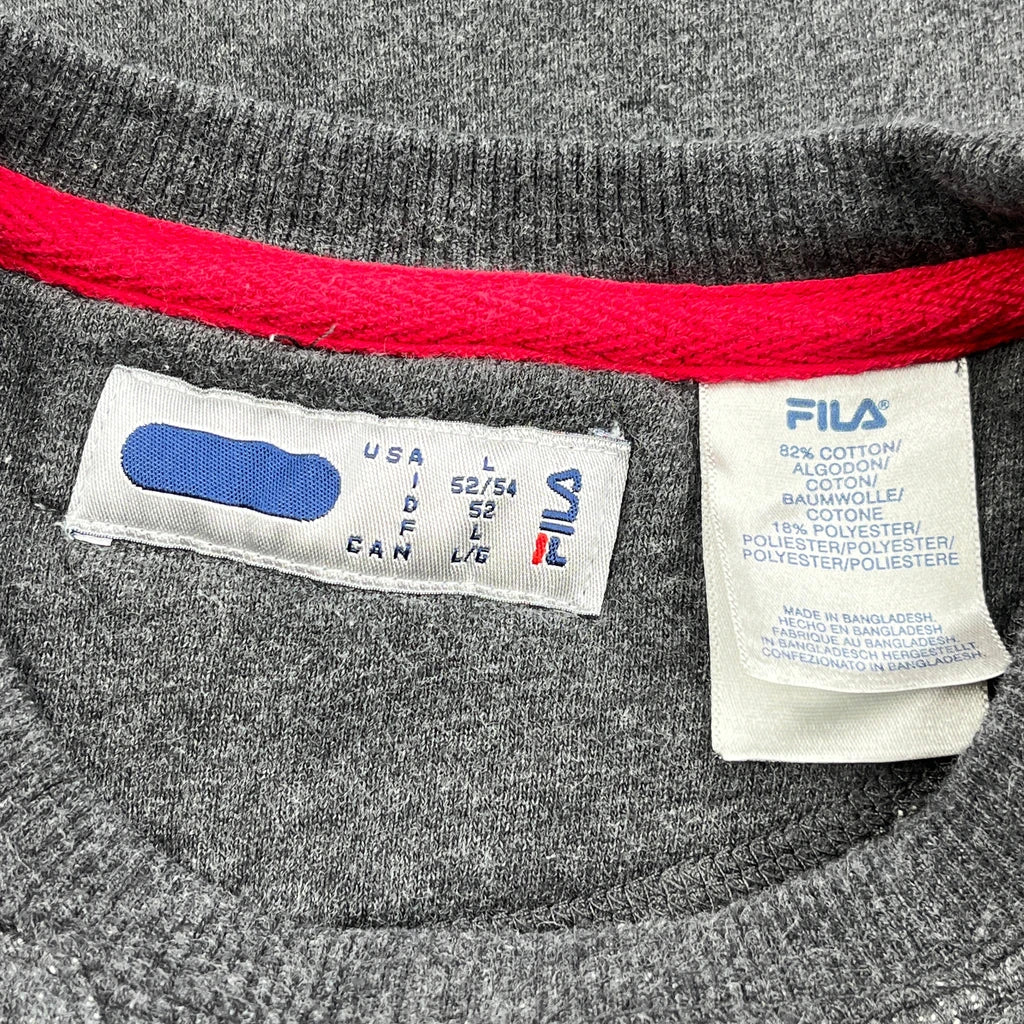 USA L
I 52/54
D 52
F L
CAN L/G
FILA
FILA®
82% COTTON/
ALGODON/
COTON/
BAUMWOLLE/
COTONE
18% POLYESTER/
POLIESTER/POLYESTER/
POLYESTER/POLIESTERE
MADE IN BANGLADESH.
HECHO EN BANGLADESH
FABRIQUE AU BANGLADESH
IN BANGLADESCH HERGESTELLT
CONFEZIONATO IN BANGLADESH